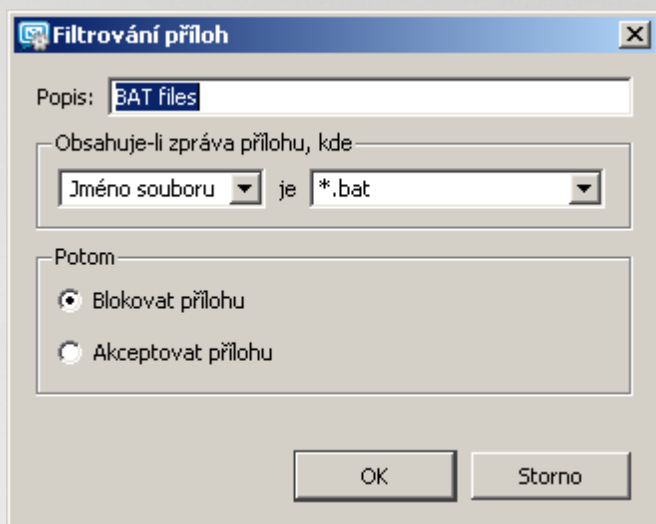 Filtrování příloh
Popis: BAT files
Obsahuje-li zpráva přílohu, kde
Jméno souboru je *.bat
Potom
Blokovat přílohu
Akceptovat přílohu
OK Storno